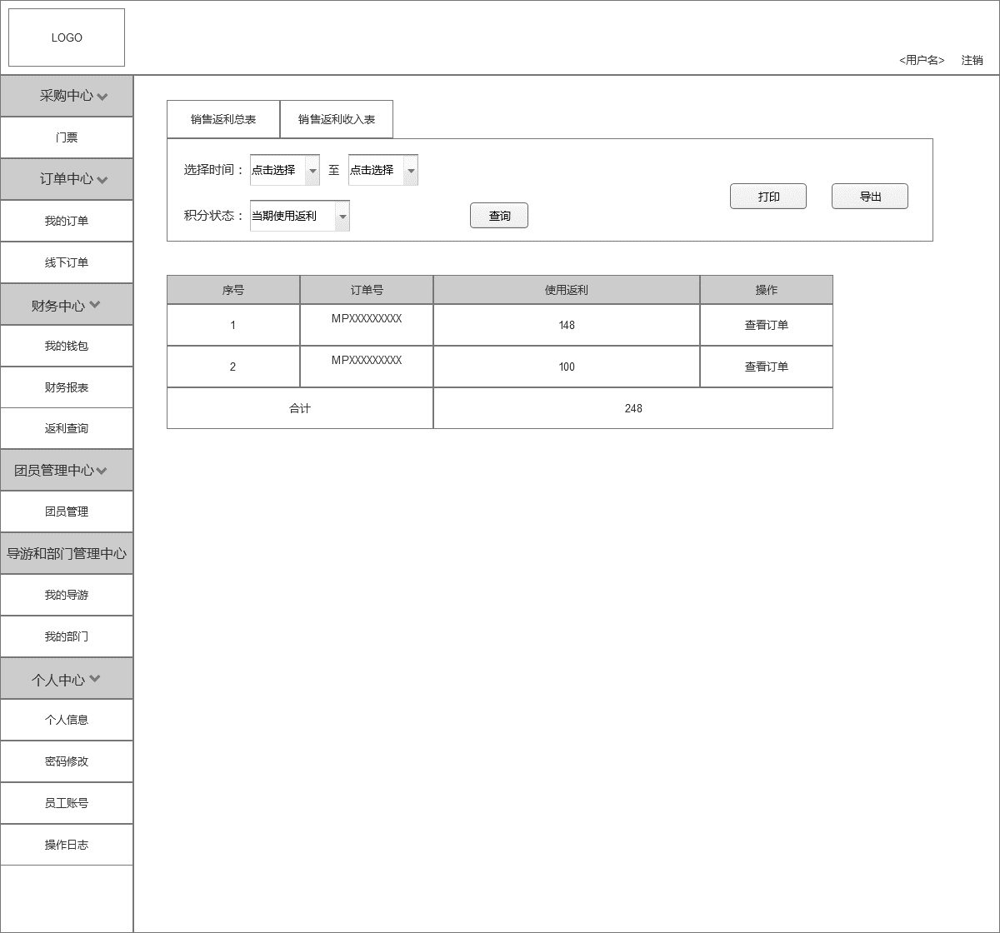 LOGO
<用户名> 注销
采购中心
门票
订单中心
我的订单
线下订单
财务中心
我的钱包
财务报表
返利查询
团员管理中心
团员管理
导游和部门管理中心
我的导游
我的部门
个人中心
个人信息
密码修改
员工账号
操作日志
销售返利总表 销售返利收入表
选择时间： 点击选择 至 点击选择
积分状态： 当期使用返利 查询
打印 导出
序号 订单号 使用返利 操作
1 MPXXXXXXXXX 148 查看订单
2 MPXXXXXXXXX 100 查看订单
合计 248